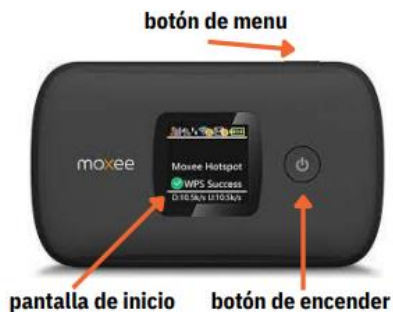 botón de menu
moxee
Moxee Hotspot
WPS Success
D:10.5k/s U:10.5k/s
pantalla de inicio
botón de encender